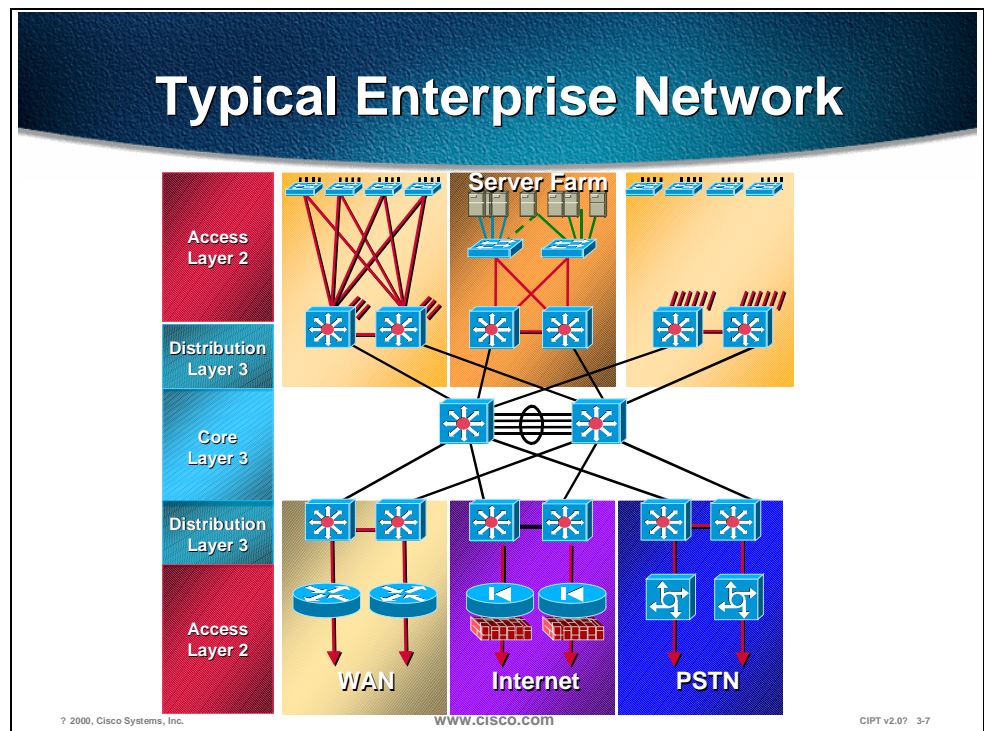 Typical Enterprise Network
Server Farm
Access
Layer 2
Distribution
Layer 3
Core
Layer 3
Distribution
Layer 3
Access
Layer 2
WAN
Internet
PSTN
? 2000, Cisco Systems, Inc.
www.cisco.com
CIPT v2.0? 3-7